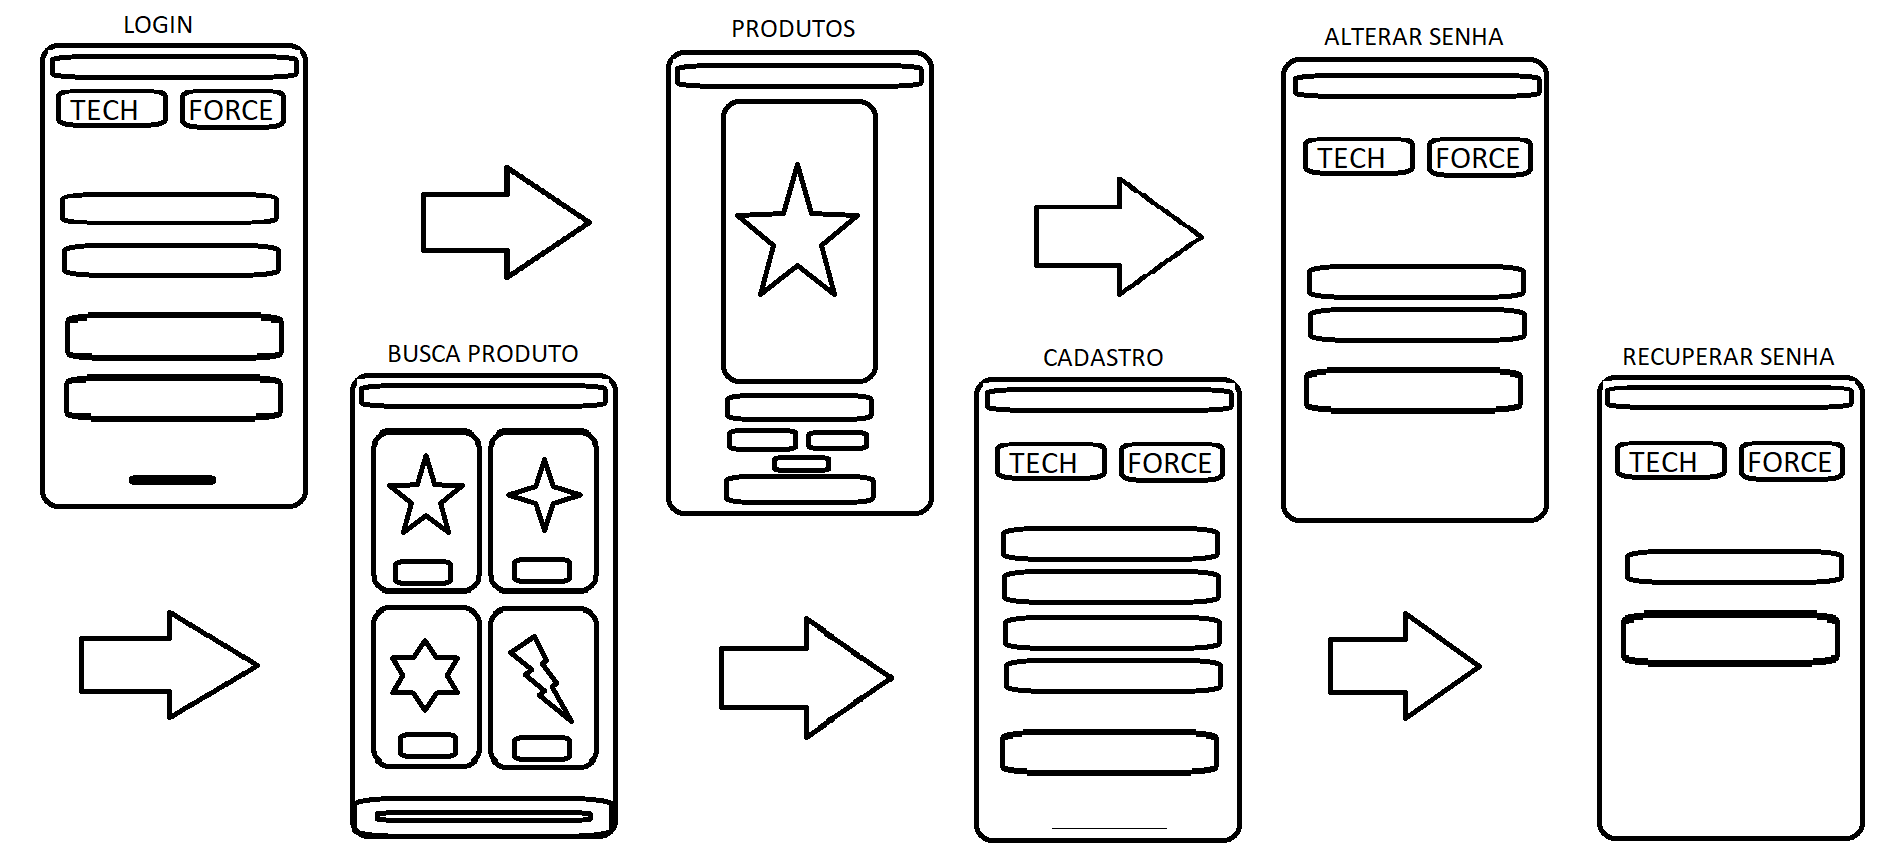 LOGIN
TECH FORCE
PRODUTOS
ALTERAR SENHA
TECH FORCE
BUSCA PRODUTO
CADASTRO
TECH FORCE
RECUPERAR SENHA
TECH FORCE